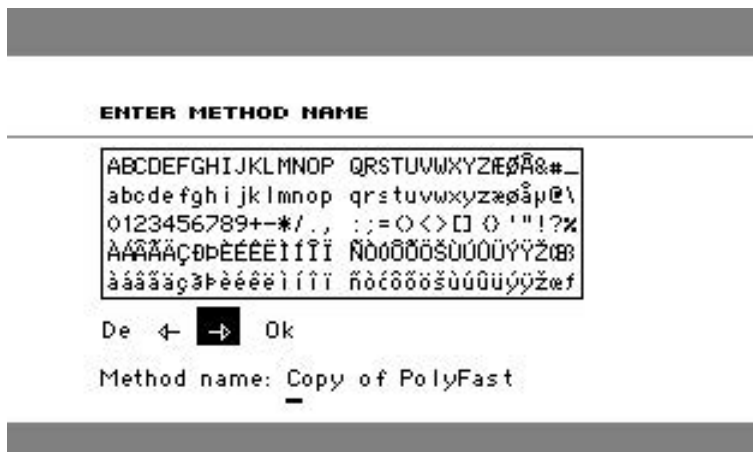 ENTER METHOD NAME
ABCDEFGHIJKLMNOP QRSTUVWXYZÆØÅ&#_
abcdefghijklmnop qrstuvwxyzæøåµ@\
0123456789+-*/., :;=()<>[] {}'"!?%
De ← → Ok
Method name: Copy of PolyFast